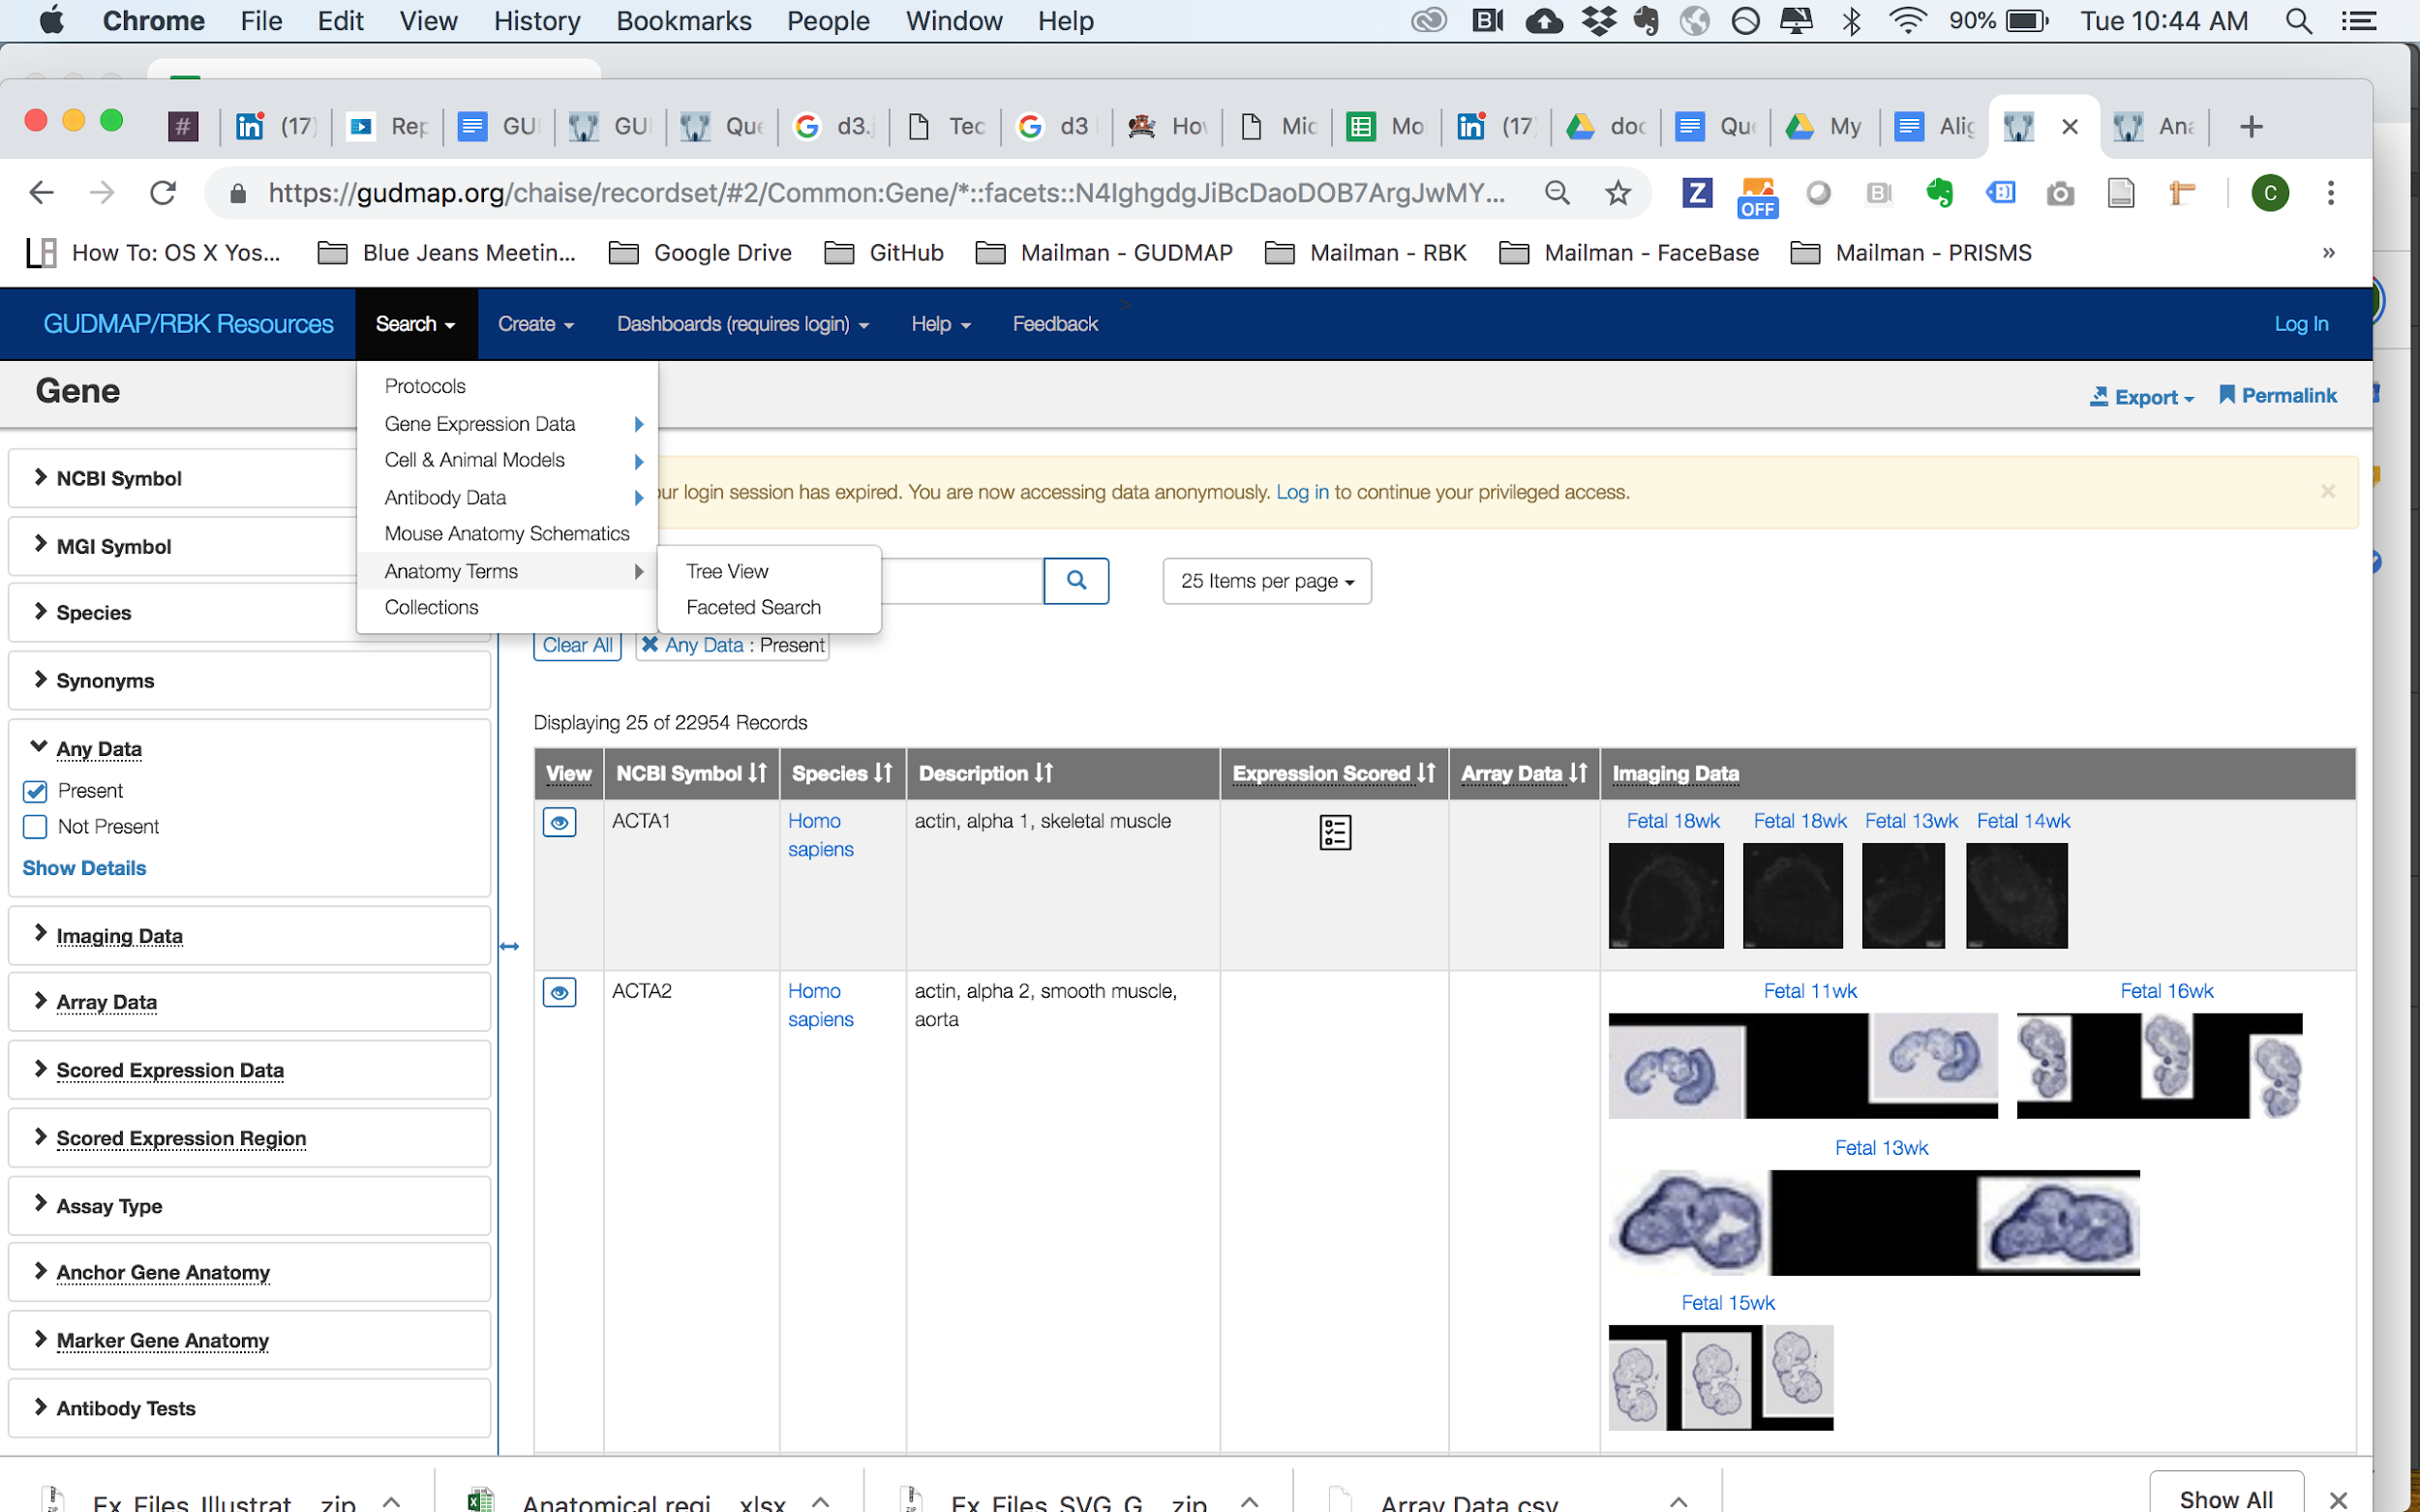 Chrome File Edit View History Bookmarks People Window Help 90% Tue 10:44 AM
# (17) Rep GU GU Que d3.j Tec d3 Ho Mic Mo (17 doc Que My Alig Ana
https://gudmap.org/chaise/recordset/#2/Common:Gene/*::facets::N4IghgdgJiBcDaoDOB7ArgJwMY... Z OFF C
How To: OS X Yos... Blue Jeans Meetin... Google Drive GitHub Mailman - GUDMAP Mailman - RBK Mailman - FaceBase Mailman - PRISMS »
GUDMAP/RBK Resources Search Create Dashboards (requires login) Help Feedback > Log In
Gene
Export Permalink
Protocols
Gene Expression Data
Cell & Animal Models
Antibody Data
Mouse Anatomy Schematics
Anatomy Terms
Collections
Tree View
Faceted Search
ur login session has expired. You are now accessing data anonymously. Log in to continue your privileged access. ×
25 Items per page
Clear All Any Data : Present
NCBI Symbol
MGI Symbol
Species
Synonyms
Any Data
Present
Not Present
Show Details
Imaging Data
Array Data
Scored Expression Data
Scored Expression Region
Assay Type
Anchor Gene Anatomy
Marker Gene Anatomy
Antibody Tests
Displaying 25 of 22954 Records
View NCBI Symbol Species Description Expression Scored Array Data Imaging Data
ACTA1 Homo sapiens actin, alpha 1, skeletal muscle
Fetal 18wk Fetal 18wk Fetal 13wk Fetal 14wk
ACTA2 Homo sapiens actin, alpha 2, smooth muscle, aorta
Fetal 11wk Fetal 16wk
Fetal 13wk
Fetal 15wk
Ex_Files_Illustrat....zip Anatomical regi....xlsx Ex_Files_SVG_G....zip Array Data.csv Show All